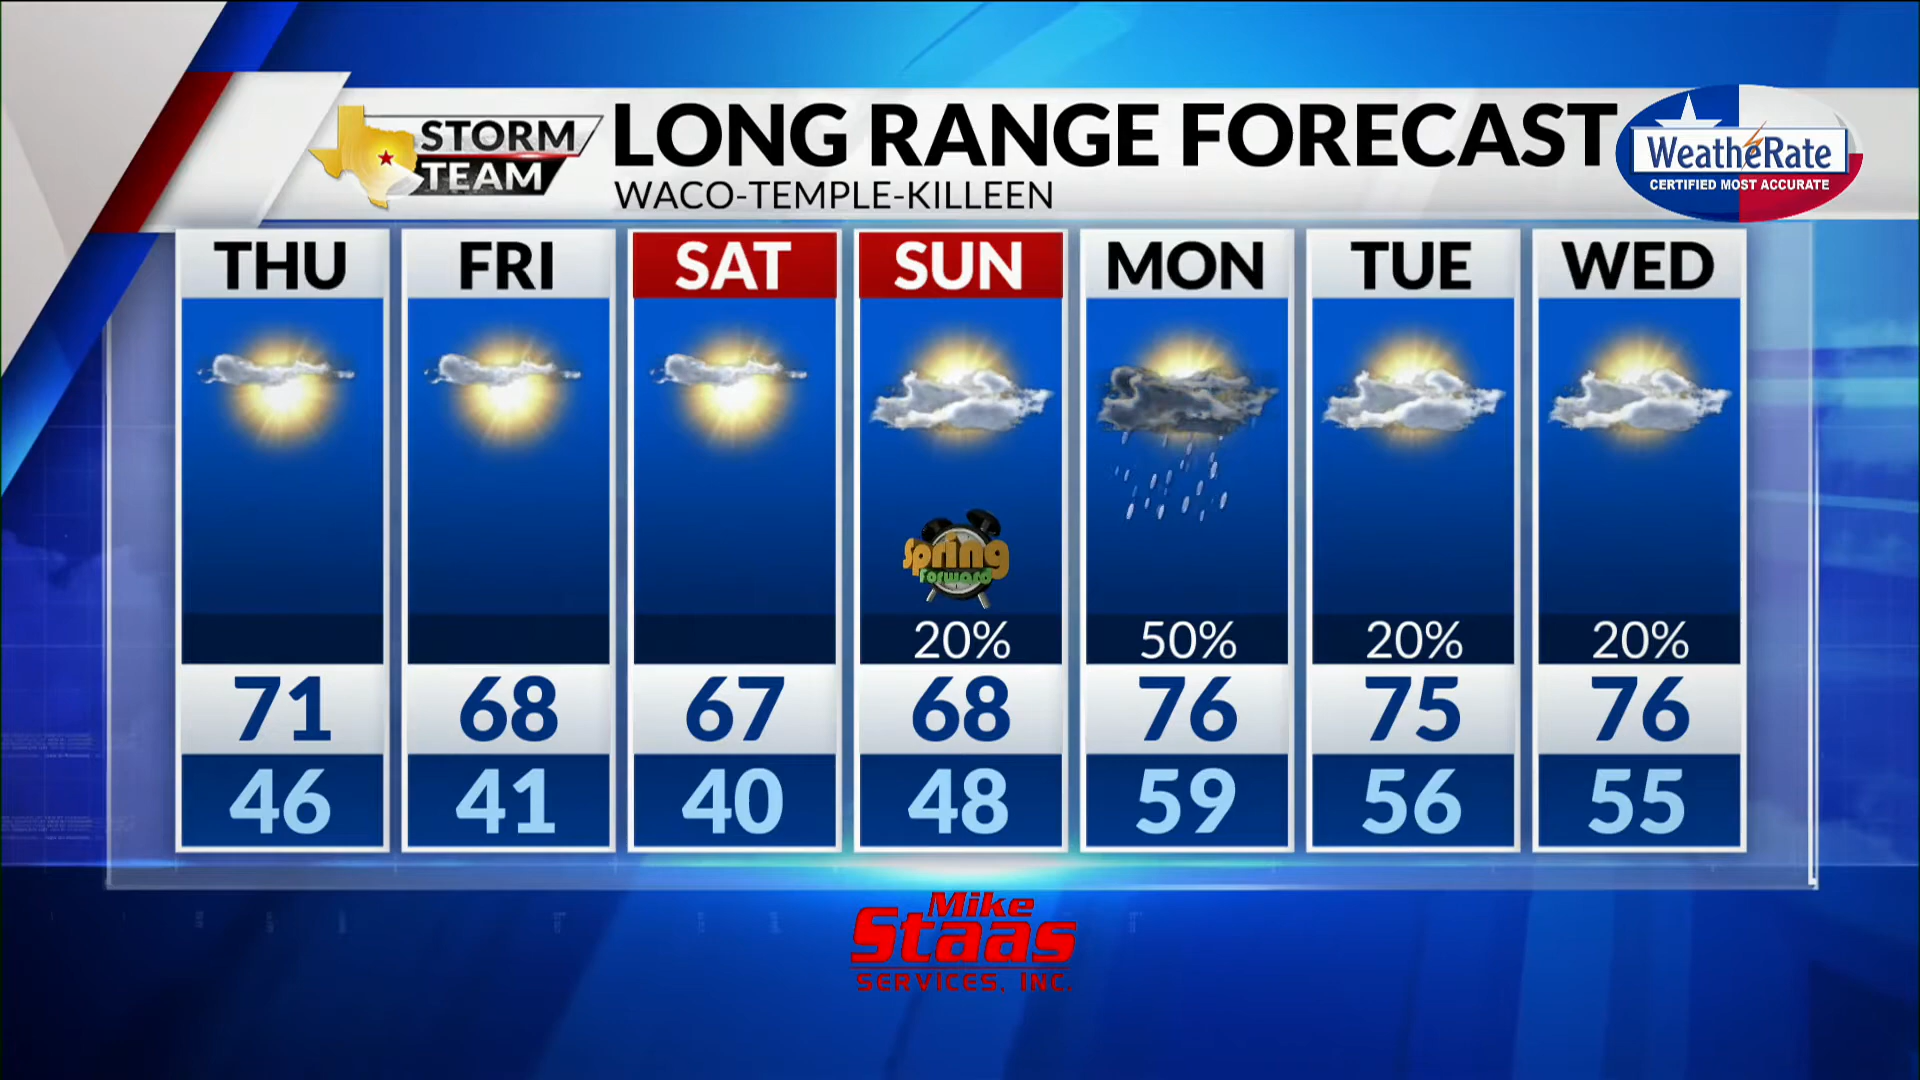 STORM
TEAM
LONG RANGE FORECAST
WACO-TEMPLE-KILLEEN
WeatheRate
CERTIFIED MOST ACCURATE
THU FRI SAT SUN MON TUE WED
Spring
Forward
20% 50% 20% 20%
71 68 67 68 76 75 76
46 41 40 48 59 56 55
Mike
Staas
SERVICES, INC.